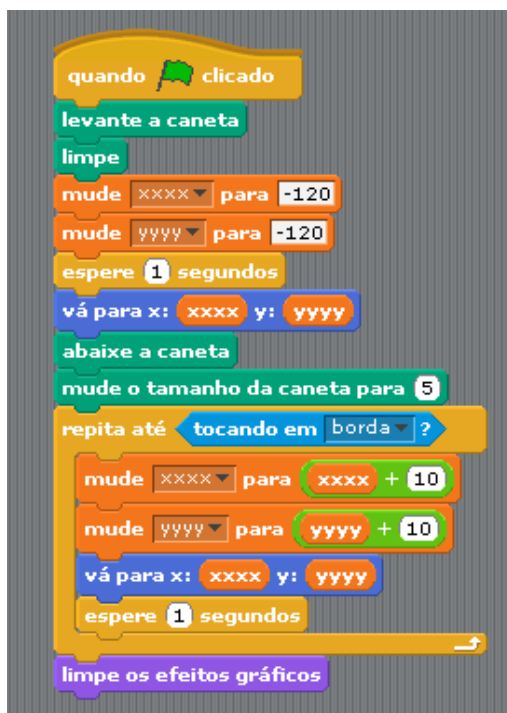 quando clicado
levante a caneta
limpe
mude xxxx para -120
mude yyyy para -120
espere 1 segundos
vá para x: xxxx y: yyyy
abaixe a caneta
mude o tamanho da caneta para 5
repita até tocando em borda ?
mude xxxx para xxxx + 10
mude yyyy para yyyy + 10
vá para x: xxxx y: yyyy
espere 1 segundos
limpe os efeitos gráficos